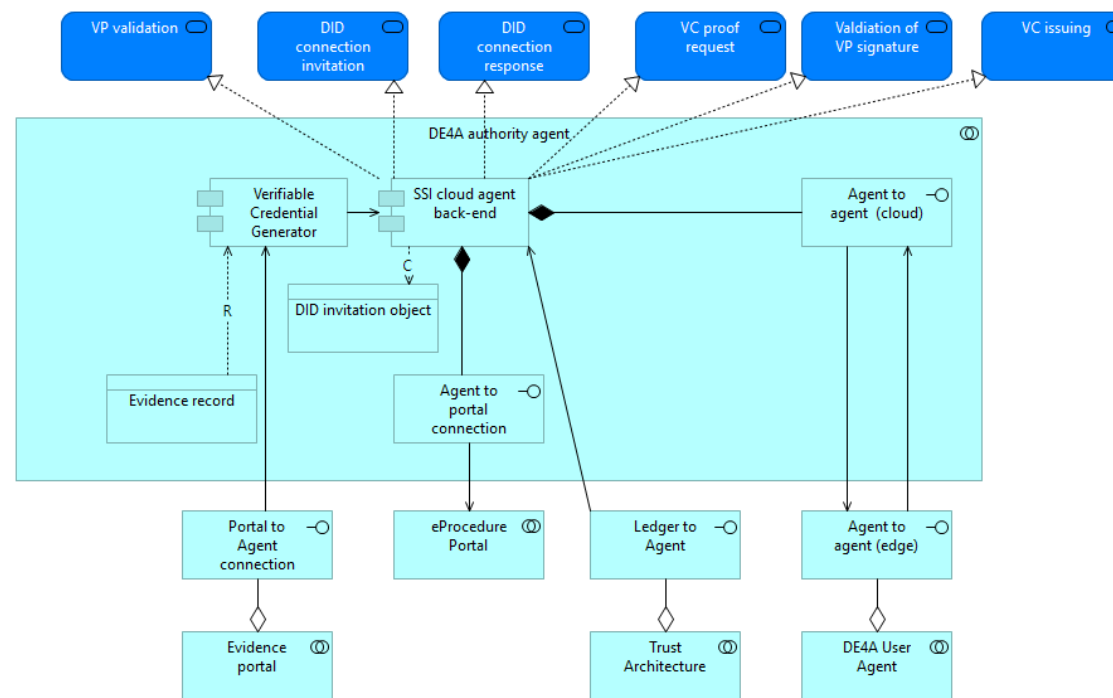 VP validation
DID
connection
invitation
DID
connection
response
VC proof
request
Valdiation of
VP signature
VC issuing
DE4A authority agent
Verifiable
Credential
Generator
SSI cloud agent
back-end
Agent to
agent (cloud)
C
DID invitation object
R
Evidence record
Agent to
portal
connection
Portal to
Agent
connection
eProcedure
Portal
Ledger to
Agent
Agent to
agent (edge)
Evidence
portal
Trust
Architecture
DE4A User
Agent